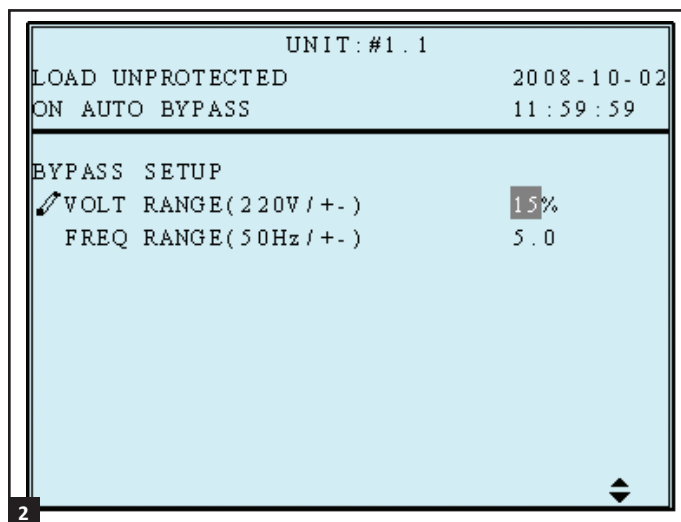 UNIT:#1.1
LOAD UNPROTECTED 2008-10-02
ON AUTO BYPASS 11:59:59
BYPASS SETUP
VOLT RANGE(220V/+-) 15%
FREQ RANGE(50Hz/+-) 5.0
2